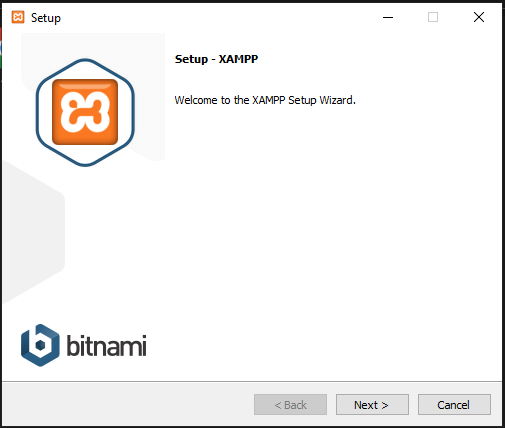 Setup
Setup - XAMPP
Welcome to the XAMPP Setup Wizard.
bitnami
< Back
Next >
Cancel